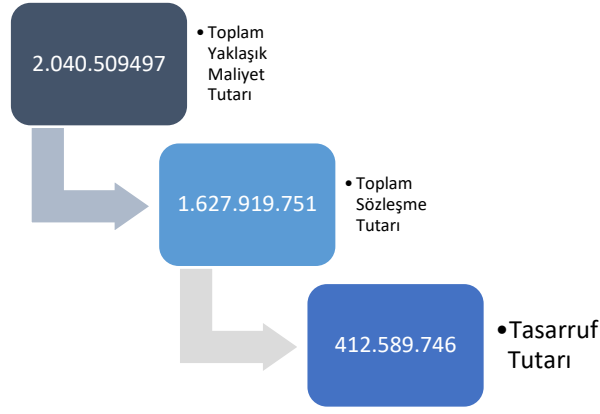 2.040.509497
• Toplam
Yaklaşık
Maliyet
Tutarı
1.627.919.751
• Toplam
Sözleşme
Tutarı
412.589.746
• Tasarruf
Tutarı